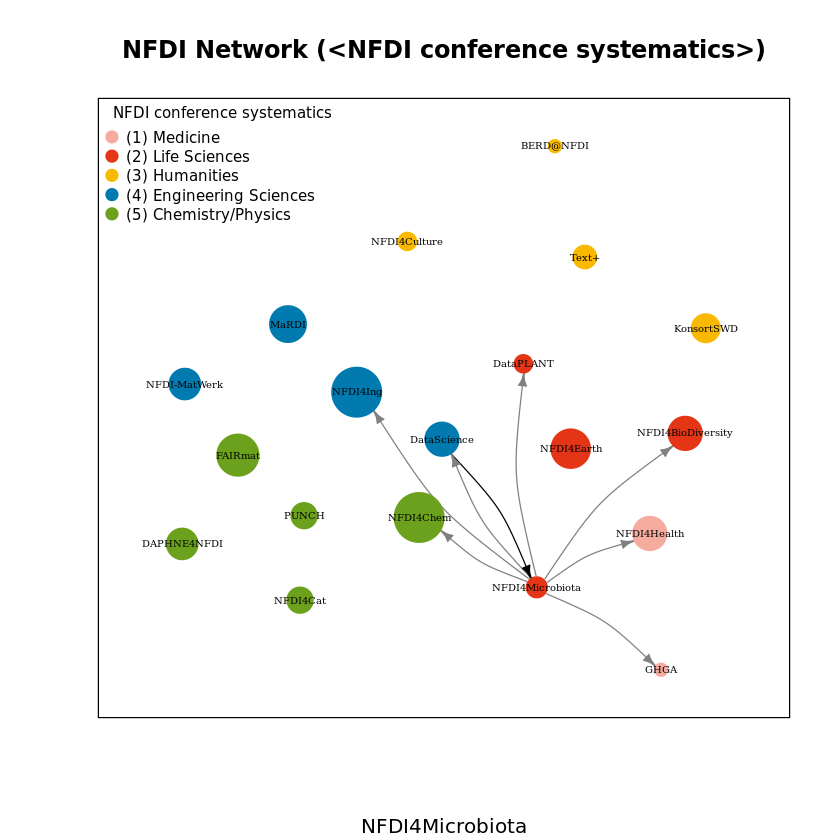 NFDI Network (<NFDI conference systematics>)
NFDI conference systematics
(1) Medicine
(2) Life Sciences
(3) Humanities
(4) Engineering Sciences
(5) Chemistry/Physics
BERD@NFDI
NFDI4Culture
Text+
MaRDI
KonsortSWD
DataPLANT
NFDI-MatWerk
NFDI4Ing
NFDI4BioDiversity
DataScience
NFDI4Earth
FAIRmat
PUNCH
NFDI4Chem
NFDI4Health
DAPHNE4NFDI
NFDI4Microbiota
NFDI4Cat
GHGA
NFDI4Microbiota